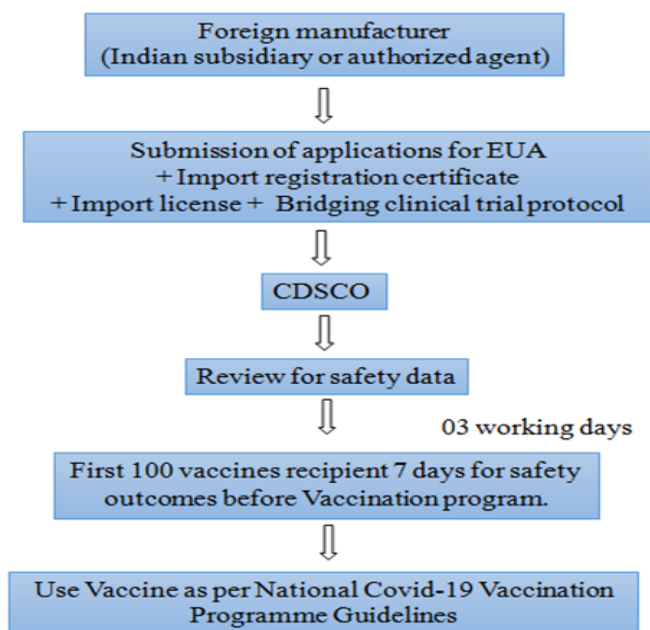 Foreign manufacturer
(Indian subsidiary or authorized agent)
Submission of applications for EUA
+ Import registration certificate
+ Import license + Bridging clinical trial protocol
CDSCO
Review for safety data
03 working days
First 100 vaccines recipient 7 days for safety
outcomes before Vaccination program.
Use Vaccine as per National Covid-19 Vaccination
Programme Guidelines